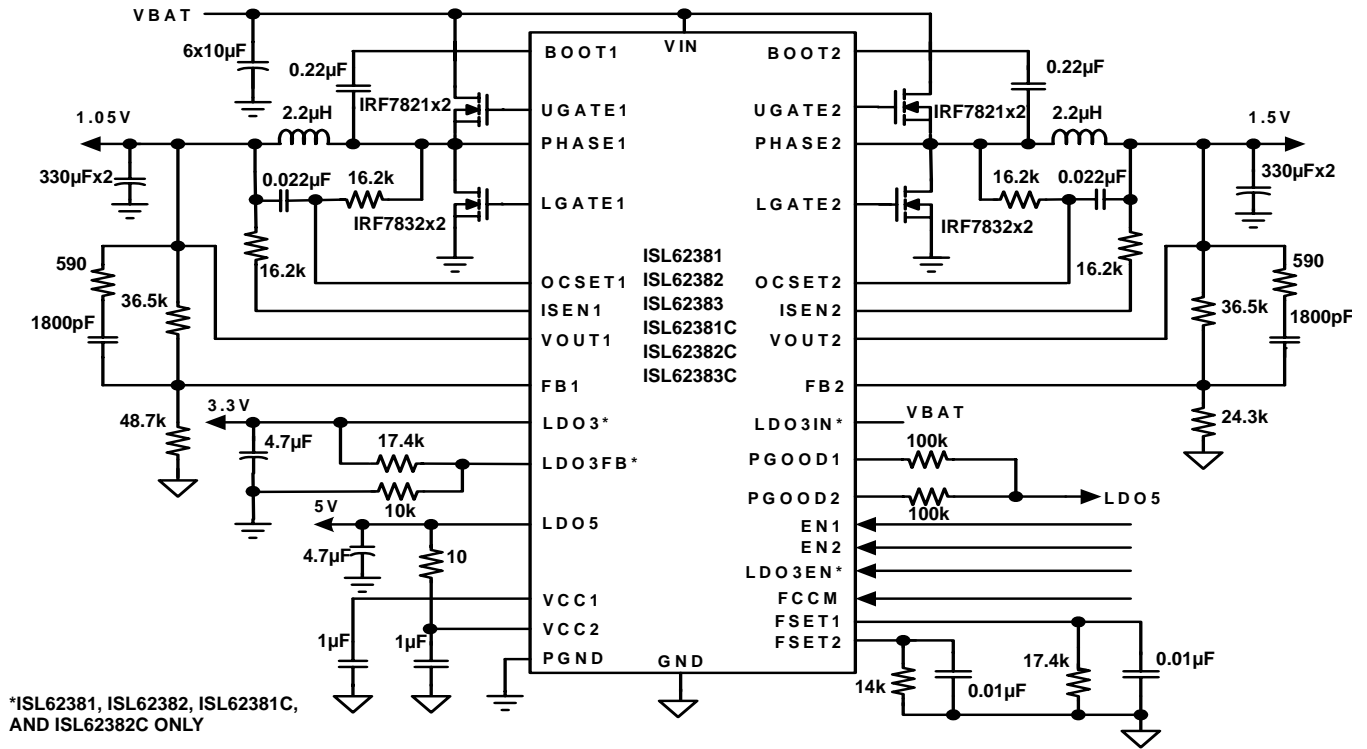 VBAT
6x10µF
0.22µF
IRF7821x2
2.2µH
1.05V
330µFx2
0.022µF
16.2k
IRF7832x2
16.2k
590
36.5k
1800pF
48.7k
3.3V
4.7µF
17.4k
10k
5V
4.7µF
10
1µF
1µF
VIN
BOOT1
UGATE1
PHASE1
LGATE1
OCSET1
ISEN1
VOUT1
FB1
LDO3*
LDO3FB*
LDO5
VCC1
VCC2
PGND
GND
ISL62381
ISL62382
ISL62383
ISL62381C
ISL62382C
ISL62383C
BOOT2
UGATE2
PHASE2
LGATE2
OCSET2
ISEN2
VOUT2
FB2
LDO3IN*
PGOOD1
PGOOD2
EN1
EN2
LDO3EN*
FCCM
FSET1
FSET2
0.22µF
IRF7821x2
2.2µH
1.5V
330µFx2
16.2k
0.022µF
IRF7832x2
16.2k
590
36.5k
1800pF
24.3k
VBAT
100k
100k
LDO5
14k
0.01µF
17.4k
0.01µF
*ISL62381, ISL62382, ISL62381C,
AND ISL62382C ONLY